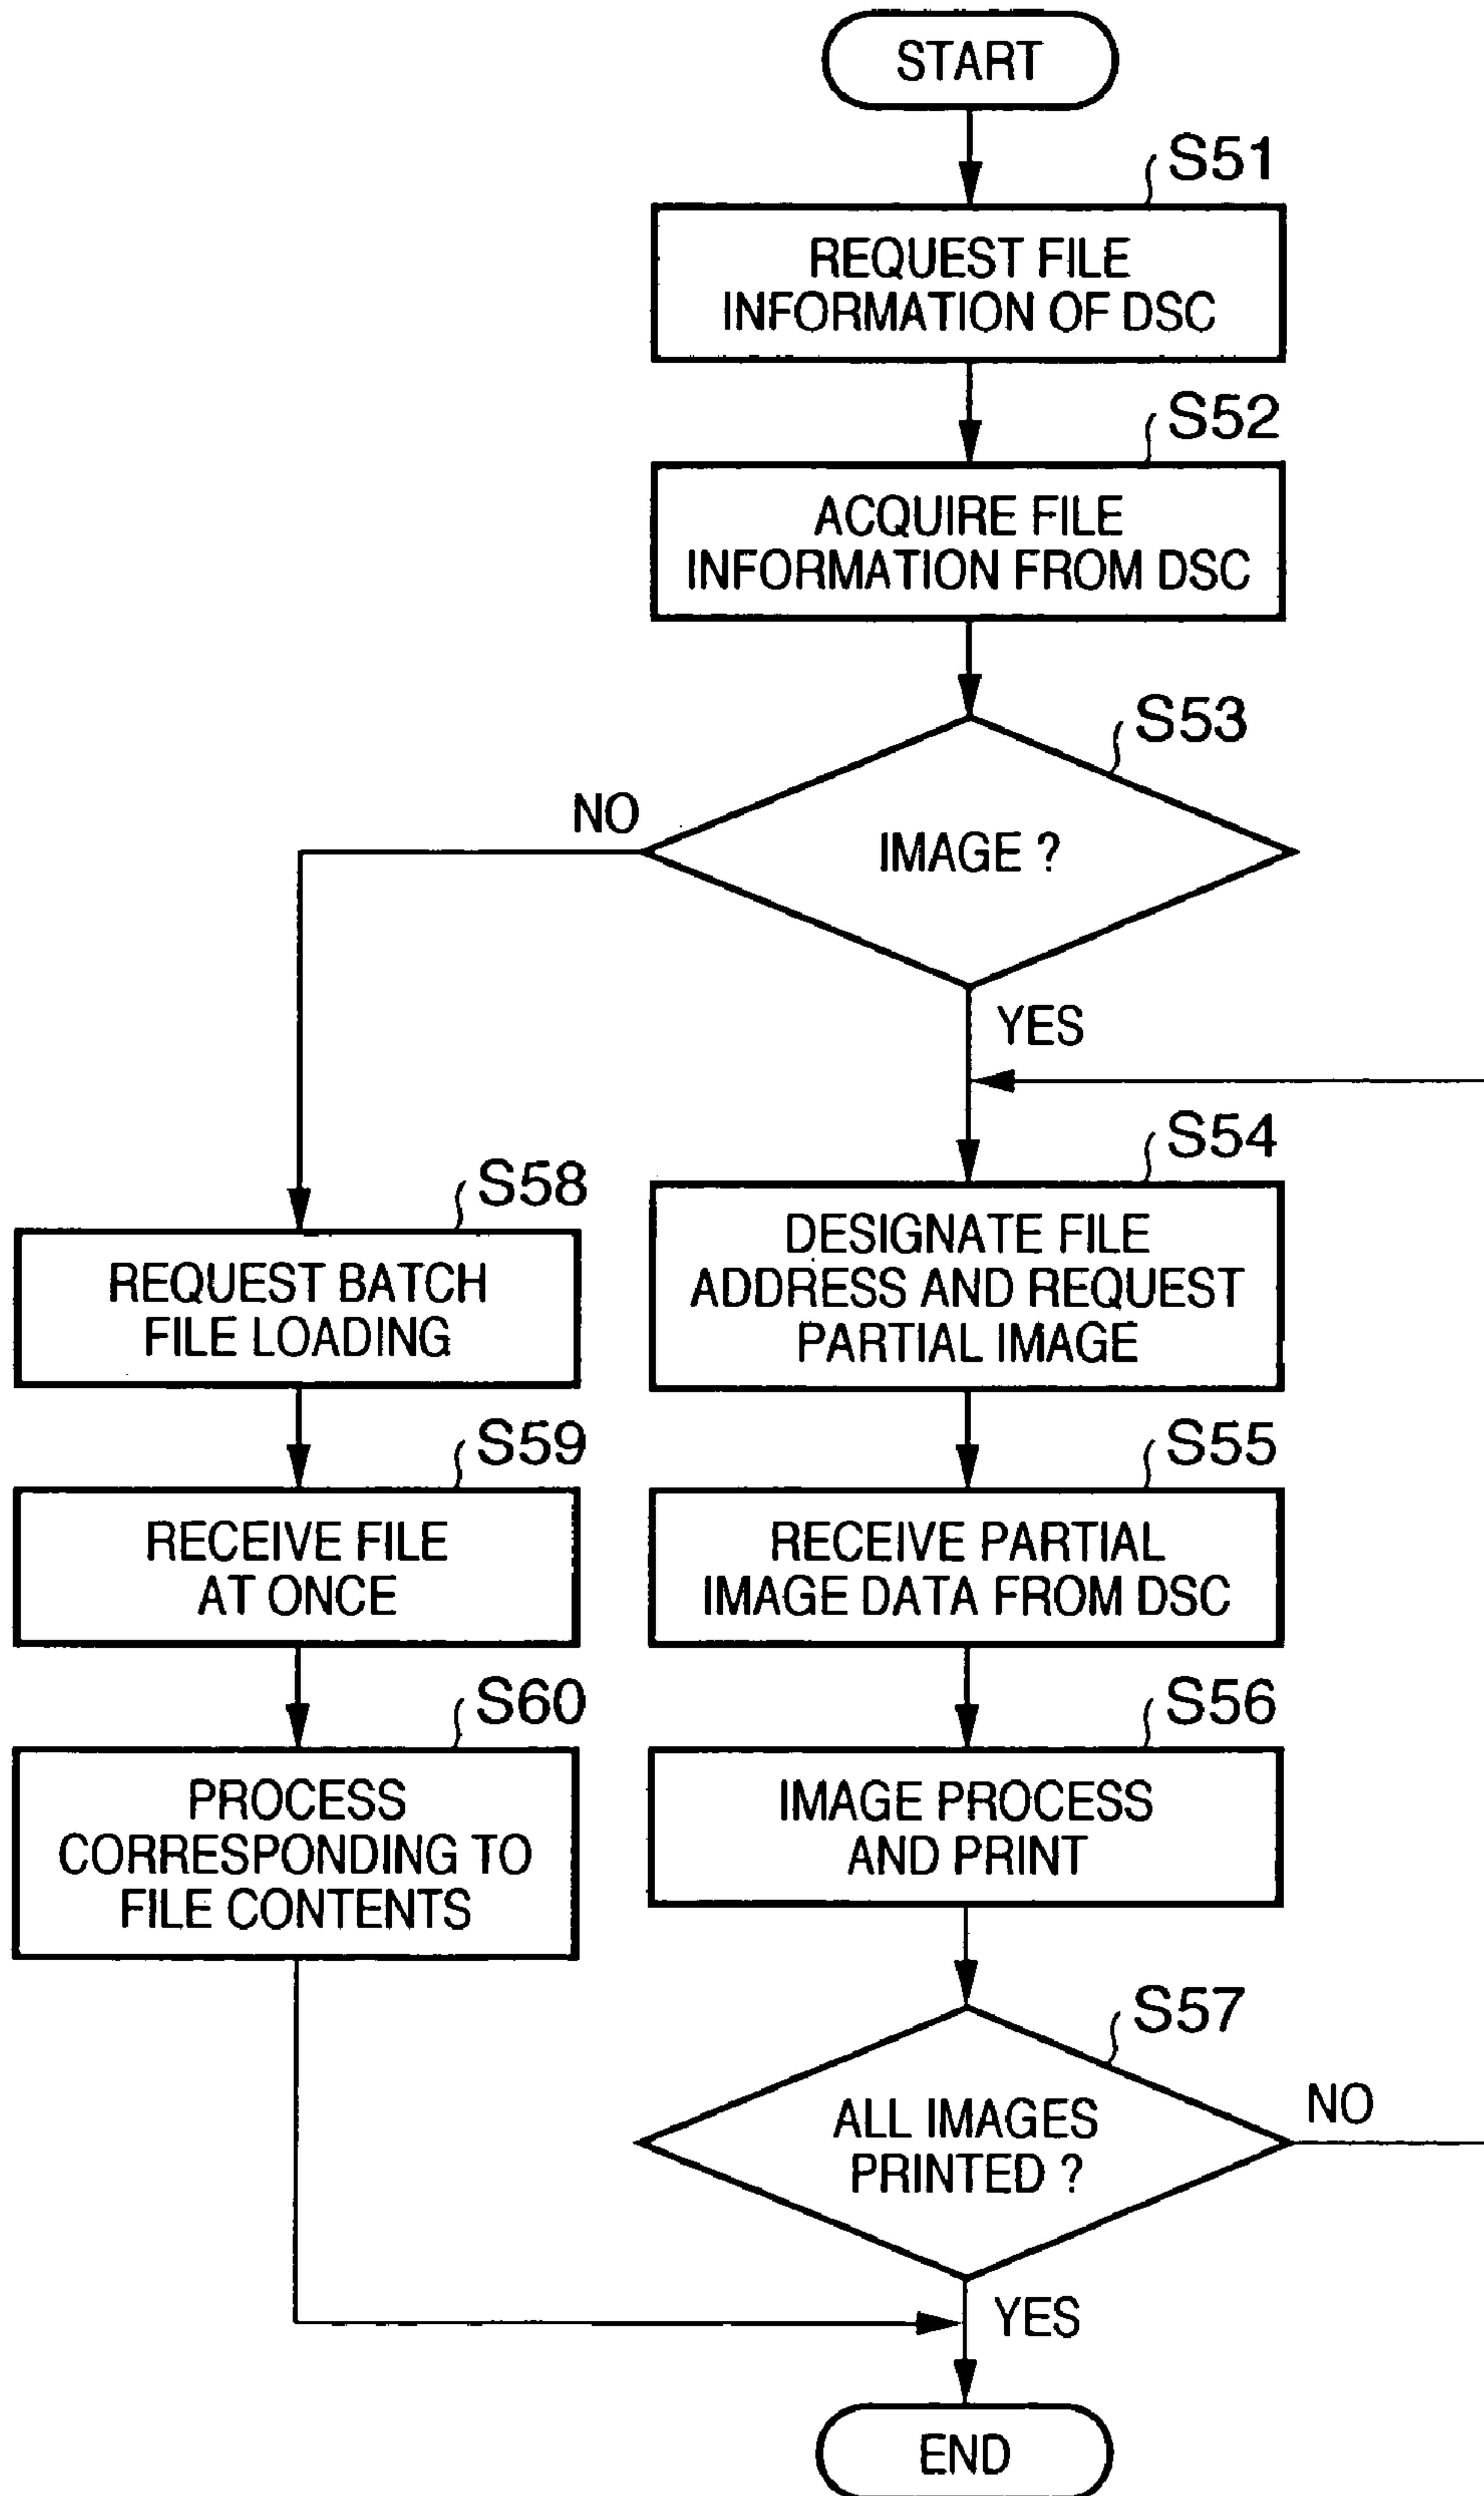 START
S51
REQUEST FILE
INFORMATION OF DSC
S52
ACQUIRE FILE
INFORMATION FROM DSC
S53
NO
IMAGE ?
YES
S54
DESIGNATE FILE
ADDRESS AND REQUEST
PARTIAL IMAGE
S58
REQUEST BATCH
FILE LOADING
S59
RECEIVE FILE
AT ONCE
S55
RECEIVE PARTIAL
IMAGE DATA FROM DSC
S60
PROCESS
CORRESPONDING TO
FILE CONTENTS
S56
IMAGE PROCESS
AND PRINT
S57
ALL IMAGES
PRINTED ?
NO
YES
END